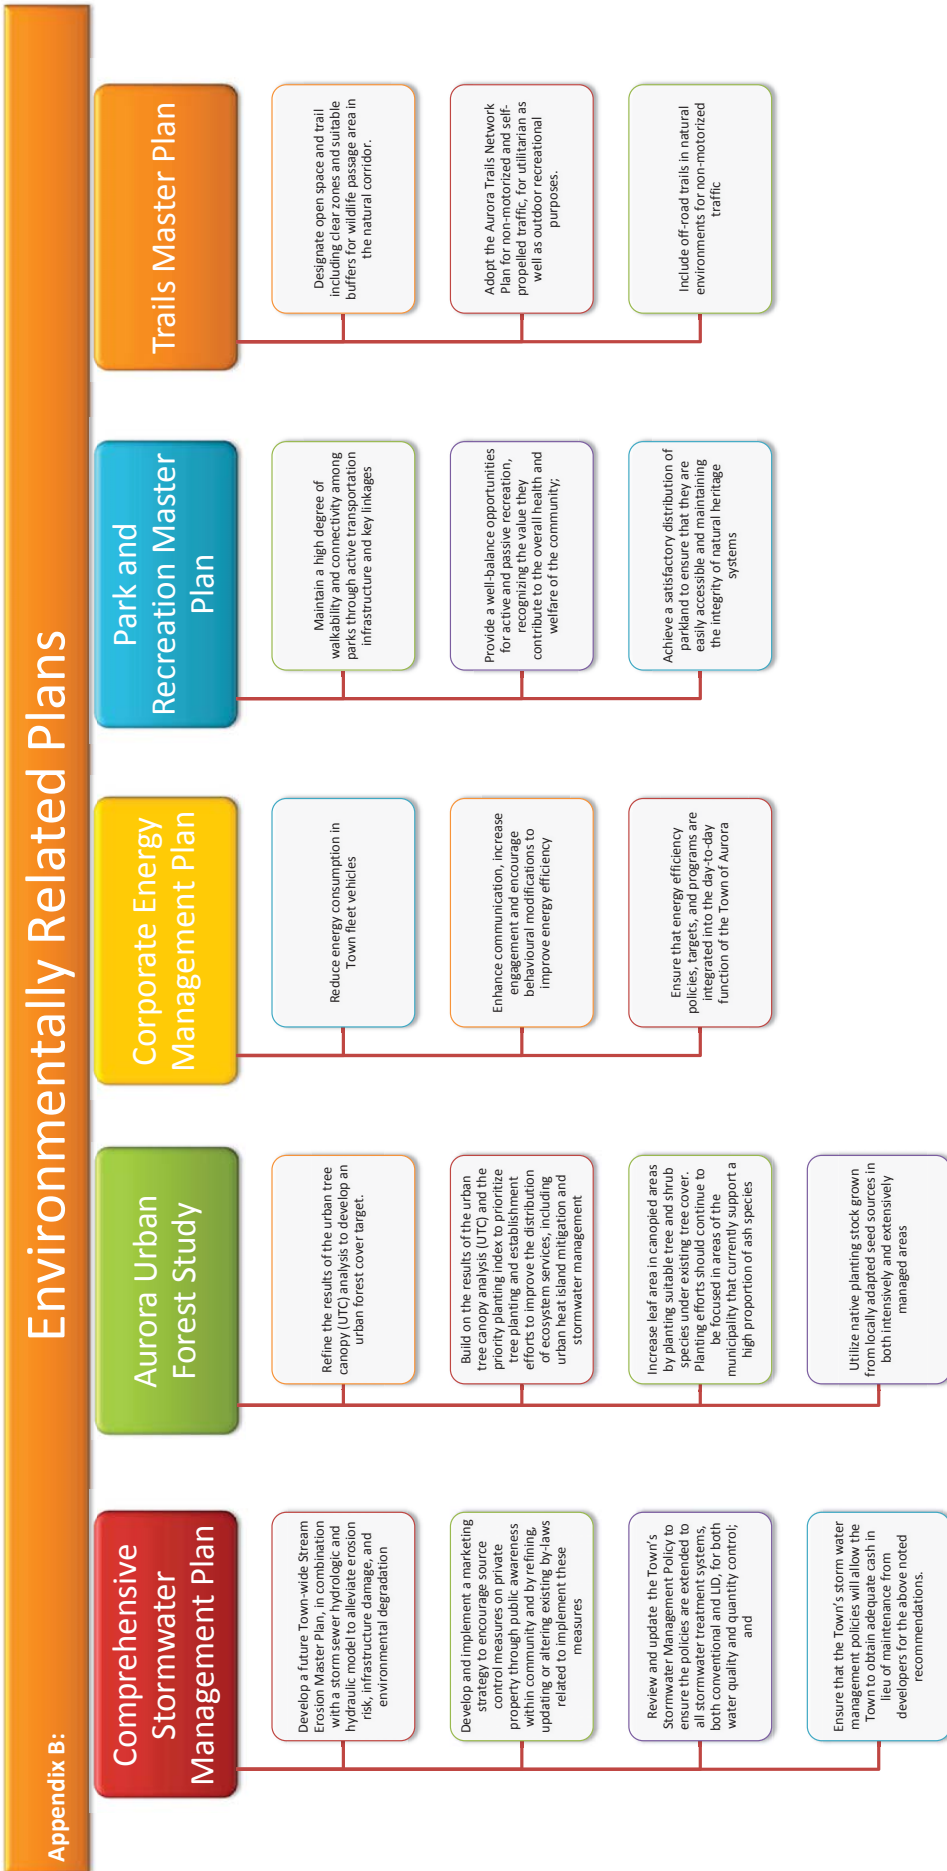 Appendix B:
Environmentally Related Plans
Comprehensive
Stormwater
Management Plan
Develop a future Town-wide Stream
Erosion Master Plan, in combination
with a storm sewer hydrologic and
hydraulic model to alleviate erosion
risk, infrastructure damage, and
environmental degradation
Develop and implement a marketing
strategy to encourage source
control measures on private
property through public awareness
within community and by refining,
updating or altering existing by-laws
related to implement these
measures
Review and update the Town's
Stormwater Management Policy to
ensure the policies are extended to
all stormwater treatment systems,
both conventional and LID, for both
water quality and quantity control;
and
Ensure that the Town's storm water
management policies will allow the
Town to obtain adequate cash in
lieu of maintenance from
developers for the above noted
recommendations.
Aurora Urban
Forest Study
Refine the results of the urban tree
canopy (UTC) analysis to develop an
urban forest cover target.
Build on the results of the urban
tree canopy analysis (UTC) and the
priority planting index to prioritize
tree planting and establishment
efforts to improve the distribution
of ecosystem services, including
urban heat island mitigation and
stormwater management
Increase leaf area in canopied areas
by planting suitable tree and shrub
species under existing tree cover.
Planting efforts should continue to
be focused in areas of the
municipality that currently support a
high proportion of ash species
Utilize native planting stock grown
from locally adapted seed sources in
both intensively and extensively
managed areas
Corporate Energy
Management Plan
Reduce energy consumption in
Town fleet vehicles
Enhance communication, increase
engagement and encourage
behavioural modifications to
improve energy efficiency
Ensure that energy efficiency
policies, targets, and programs are
integrated into the day-to-day
function of the Town of Aurora
Park and
Recreation Master
Plan
Maintain a high degree of
walkability and connectivity among
parks through active transportation
infrastructure and key linkages
Provide a well-balance opportunities
for active and passive recreation,
recognizing the value they
contribute to the overall health and
welfare of the community;
Achieve a satisfactory distribution of
parkland to ensure that they are
easily accessible and maintaining
the integrity of natural heritage
systems
Trails Master Plan
Designate open space and trail
including clear zones and suitable
buffers for wildlife passage area in
the natural corridor.
Adopt the Aurora Trails Network
Plan for non-motorized and self-
propelled traffic, for utilitarian as
well as outdoor recreational
purposes.
Include off-road trails in natural
environments for non-motorized
traffic